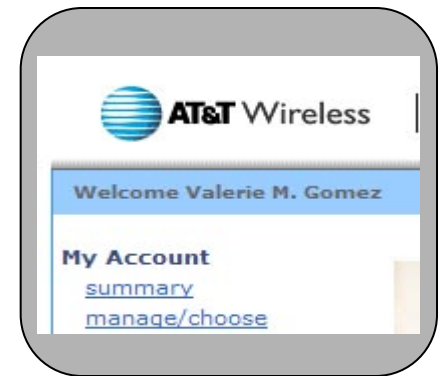 AT&T Wireless
Welcome Valerie M. Gomez
My Account
summary
manage/choose